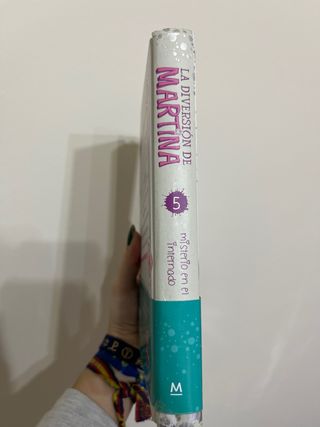 LA DIVERSIÓN DE
MARTINA
5
misterio en el
internado
M